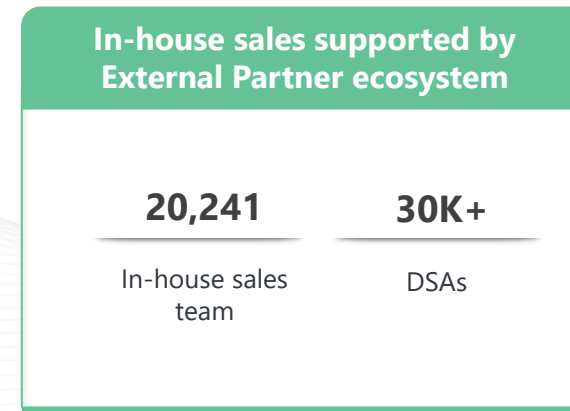 In-house sales supported by
External Partner ecosystem
20,241
30K+
In-house sales
team
DSAs